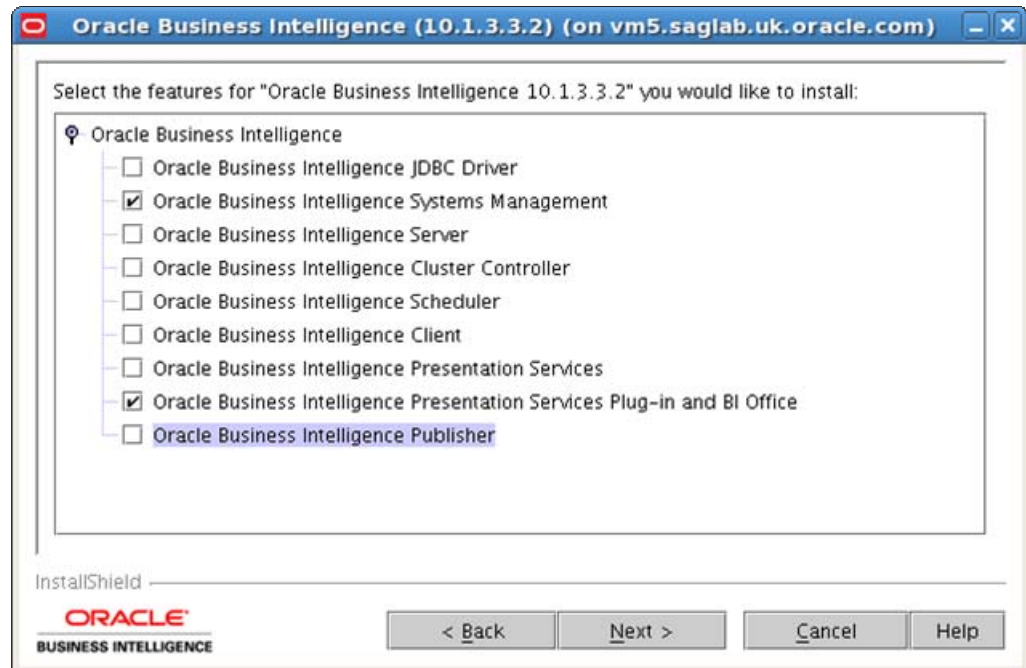 Oracle Business Intelligence (10.1.3.3.2) (on vm5.saglab.uk.oracle.com)
Select the features for "Oracle Business Intelligence 10.1.3.3.2" you would like to install:
Oracle Business Intelligence
Oracle Business Intelligence JDBC Driver
Oracle Business Intelligence Systems Management
Oracle Business Intelligence Server
Oracle Business Intelligence Cluster Controller
Oracle Business Intelligence Scheduler
Oracle Business Intelligence Client
Oracle Business Intelligence Presentation Services
Oracle Business Intelligence Presentation Services Plug-in and BI Office
Oracle Business Intelligence Publisher
InstallShield
ORACLE
BUSINESS INTELLIGENCE
< Back
Next >
Cancel
Help